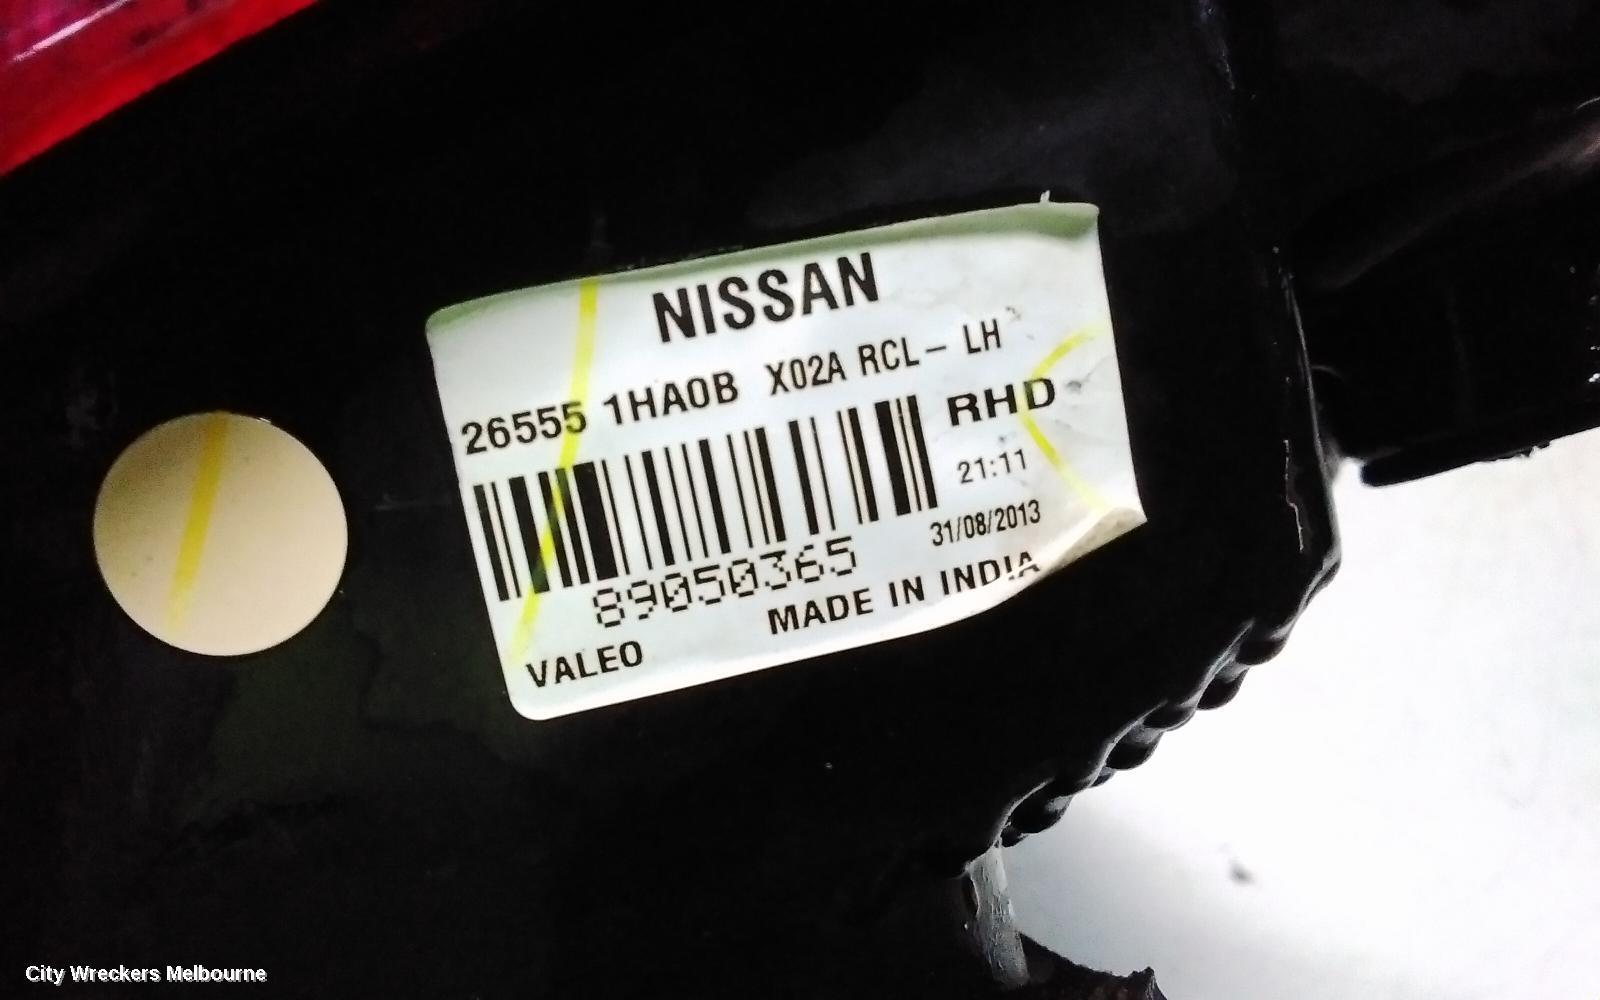 NISSAN
26555 1HA0B X02A RCL- LH
RHD
21:11
31/08/2013
89050365
MADE IN INDIA
VALEO
City Wreckers Melbourne